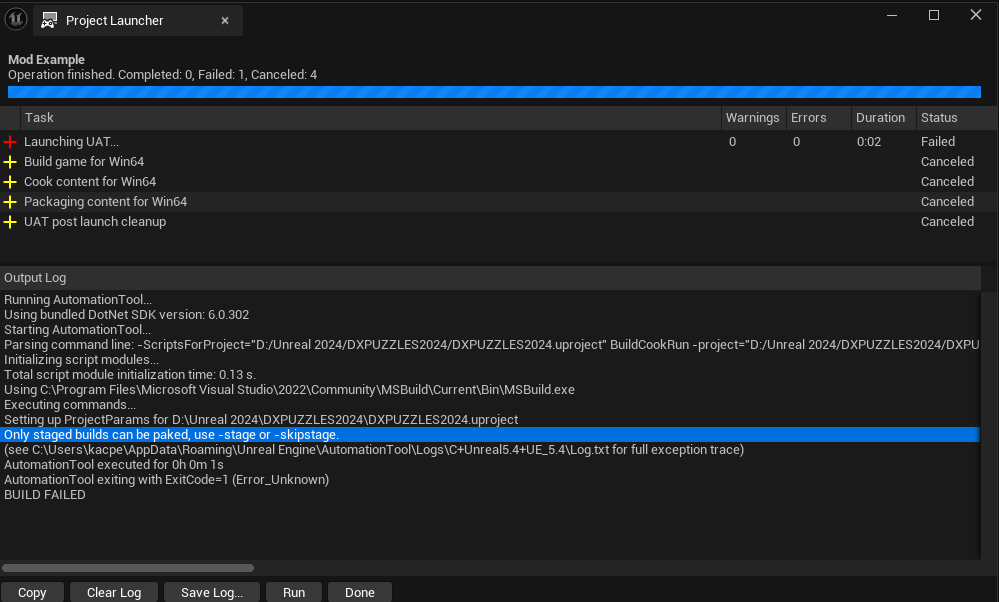 Project Launcher
Mod Example
Operation finished. Completed: 0, Failed: 1, Canceled: 4
Task Warnings Errors Duration Status
Launching UAT... 0 0 0:02 Failed
Build game for Win64 Canceled
Cook content for Win64 Canceled
Packaging content for Win64 Canceled
UAT post launch cleanup Canceled
Output Log
Running AutomationTool...
Using bundled DotNet SDK version: 6.0.302
Starting AutomationTool...
Parsing command line: -ScriptsForProject="D:/Unreal 2024/DXPUZZLES2024/DXPUZZLES2024.uproject" BuildCookRun -project="D:/Unreal 2024/DXPUZZLES2024/DXPU
Initializing script modules...
Total script module initialization time: 0.13 s.
Using C:\Program Files\Microsoft Visual Studio\2022\Community\MSBuild\Current\Bin\MSBuild.exe
Executing commands...
Setting up ProjectParams for D:\Unreal 2024\DXPUZZLES2024\DXPUZZLES2024.uproject
Only staged builds can be paked, use -stage or -skipstage.
(see C:\Users\kacpe\AppData\Roaming\Unreal Engine\AutomationTool\Logs\C+Unreal5.4+UE_5.4\Log.txt for full exception trace)
AutomationTool executed for 0h 0m 1s
AutomationTool exiting with ExitCode=1 (Error_Unknown)
BUILD FAILED
Copy Clear Log Save Log... Run Done